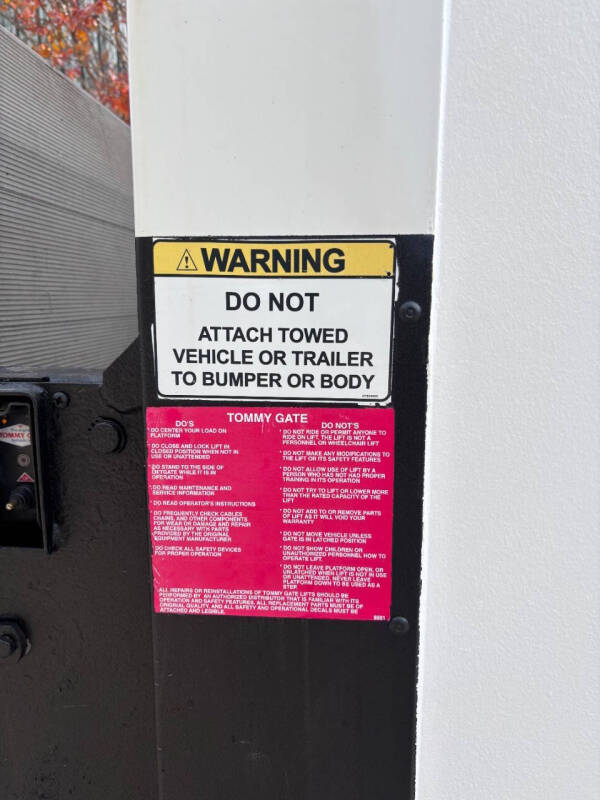 WARNING
DO NOT
ATTACH TOWED
VEHICLE OR TRAILER
TO BUMPER OR BODY
TOMMY GATE
DO'S
DO CENTER YOUR LOAD ON
PLATFORM
* DO CLOSE AND LOCK LIFT IN
CLOSED POSITION WHEN NOT IN
USE OR UNATTENDED
* DO STAND TO THE SIDE OF
LIFTGATE WHILE IT IS IN
OPERATION
* DO READ MAINTENANCE AND
SERVICE INFORMATION
* DO READ OPERATOR'S INSTRUCTIONS
* DO FREQUENTLY CHECK CABLES
CHAINS, AND OTHER COMPONENTS
FOR WEAR OR DAMAGE AND REPAIR
AS NECESSARY WITH PARTS
PROVIDED BY THE ORIGINAL
EQUIPMENT MANUFACTURER
* DO CHECK ALL SAFETY DEVICES
FOR PROPER OPERATION
DO NOT'S
* DO NOT RIDE OR PERMIT ANYONE TO
RIDE ON LIFT. THE LIFT IS NOT A
PERSONNEL OR WHEELCHAIR LIFT
* DO NOT MAKE ANY MODIFICATIONS TO
THE LIFT OR ITS SAFETY FEATURES
* DO NOT ALLOW USE OF LIFT BY A
PERSON WHO HAS NOT HAD PROPER
TRAINING IN ITS OPERATION
* DO NOT TRY TO LIFT OR LOWER MORE
THAN THE RATED CAPACITY OF THE
LIFT
* DO NOT ADD TO OR REMOVE PARTS
OF LIFT AS IT WILL VOID YOUR
WARRANTY
* DO NOT MOVE VEHICLE UNLESS
GATE IS IN LATCHED POSITION
* DO NOT SHOW CHILDREN OR
UNAUTHORIZED PERSONNEL HOW TO
OPERATE LIFT.
* DO NOT LEAVE PLATFORM OPEN, OR
UNLATCHED WHEN LIFT IS NOT IN USE
OR UNATTENDED. NEVER LEAVE
PLATFORM DOWN TO BE USED AS A
STEP
ALL REPAIRS OR REINSTALLATIONS OF TOMMY GATE LIFTS SHOULD BE
PERFORMED BY AN AUTHORIZED DISTRIBUTOR THAT IS FAMILIAR WITH ITS
OPERATION AND SAFETY FEATURES. ALL REPLACEMENT PARTS MUST BE OF
ORIGINAL QUALITY, AND ALL SAFETY AND OPERATIONAL DECALS MUST BE
ATTACHED AND LEGIBLE.
TOMMY G